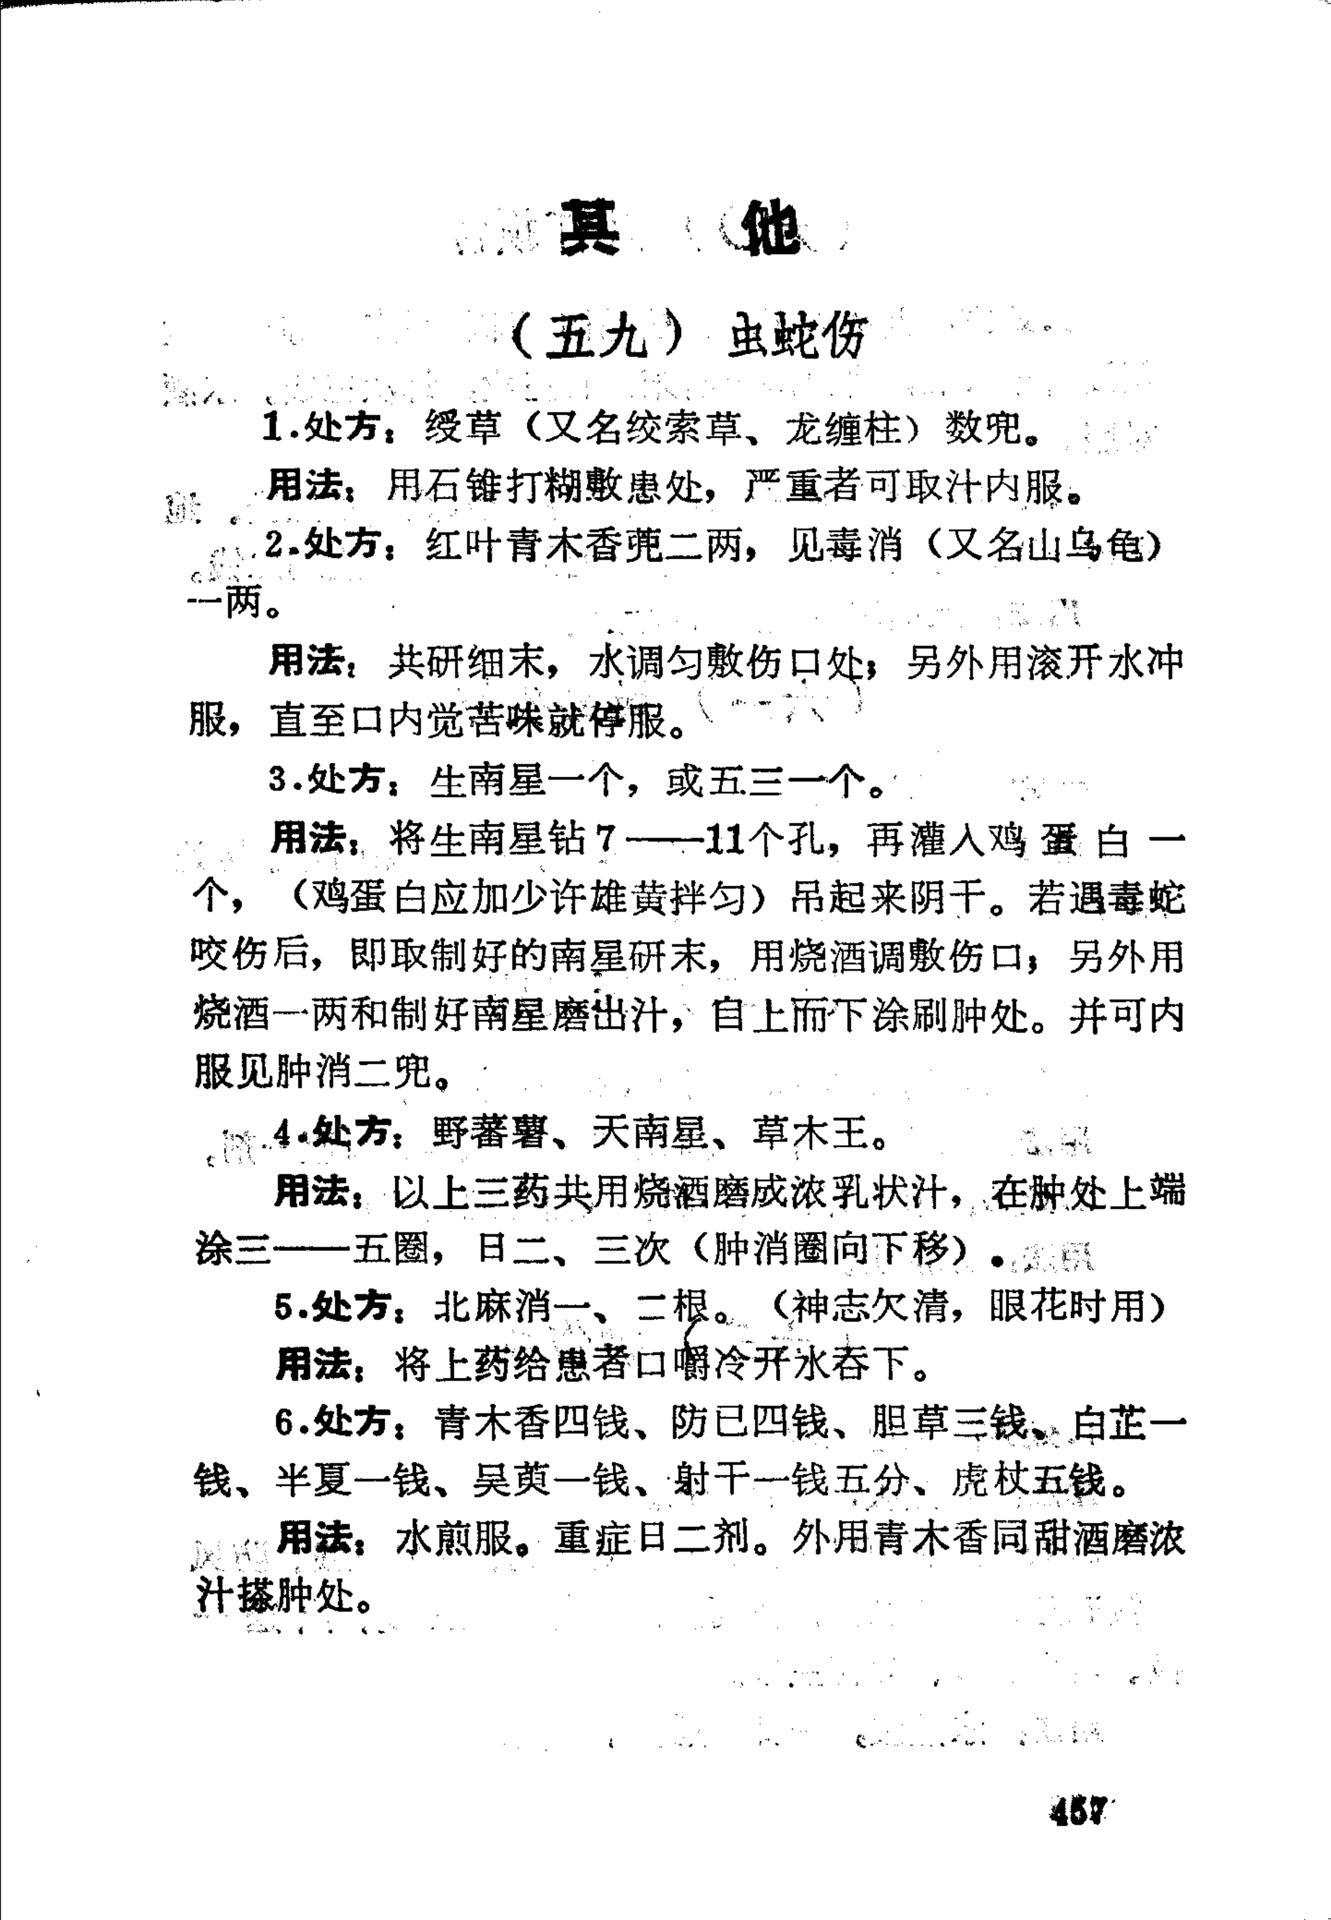 其　他
（五九）虫蛇伤
1.处方：绶草（又名绞索草、龙缠柱）数兜。
用法：用石锥打糊敷患处，严重者可取汁内服。
2.处方：红叶青木香蔸二两，见毒消（又名山乌龟）
一两。
用法：共研细末，水调匀敷伤口处；另外用滚开水冲
服，直至口内觉苦味就停服。
3.处方：生南星一个，或五三一个。
用法：将生南星钻7——11个孔，再灌入鸡蛋白一
个，（鸡蛋白应加少许雄黄拌匀）吊起来阴干。若遇毒蛇
咬伤后，即取制好的南星研末，用烧酒调敷伤口；另外用
烧酒一两和制好南星磨出汁，自上而下涂刷肿处。并可内
服见肿消二兜。
4.处方：野蕃薯、天南星、草木王。
用法：以上三药共用烧酒磨成浓乳状汁，在肿处上端
涂三——五圈，日二、三次（肿消圈向下移）。
5.处方：北麻消一、二根。（神志欠清，眼花时用）
用法：将上药给患者口嚼冷开水吞下。
6.处方：青木香四钱、防已四钱、胆草三钱、白芷一
钱、半夏一钱、吴萸一钱、射干一钱五分、虎杖五钱。
用法：水煎服。重症日二剂。外用青木香同甜酒磨浓
汁搽肿处。
457